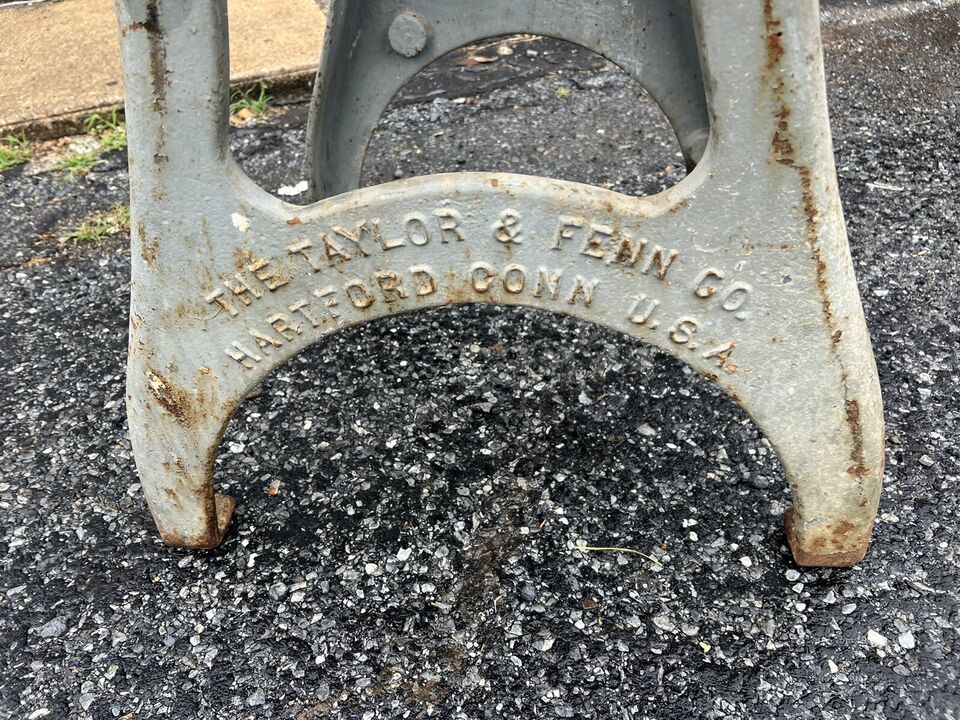 THE TAYLOR & FENN CO.
HARTFORD CONN U.S.A